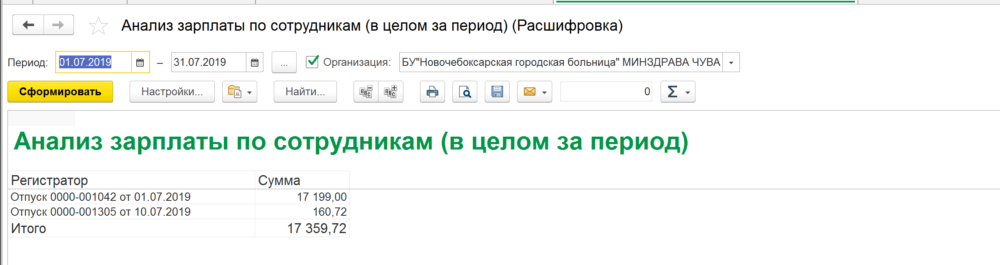 Анализ зарплаты по сотрудникам (в целом за период) (Расшифровка)
Период: 01.07.2019 – 31.07.2019 ... Организация: БУ"Новочебоксарская городская больница" МИНЗДРАВА ЧУВА
Сформировать Настройки... Найти... 0 Σ
Анализ зарплаты по сотрудникам (в целом за период)
Регистратор Сумма
Отпуск 0000-001042 от 01.07.2019 17 199,00
Отпуск 0000-001305 от 10.07.2019 160,72
Итого 17 359,72